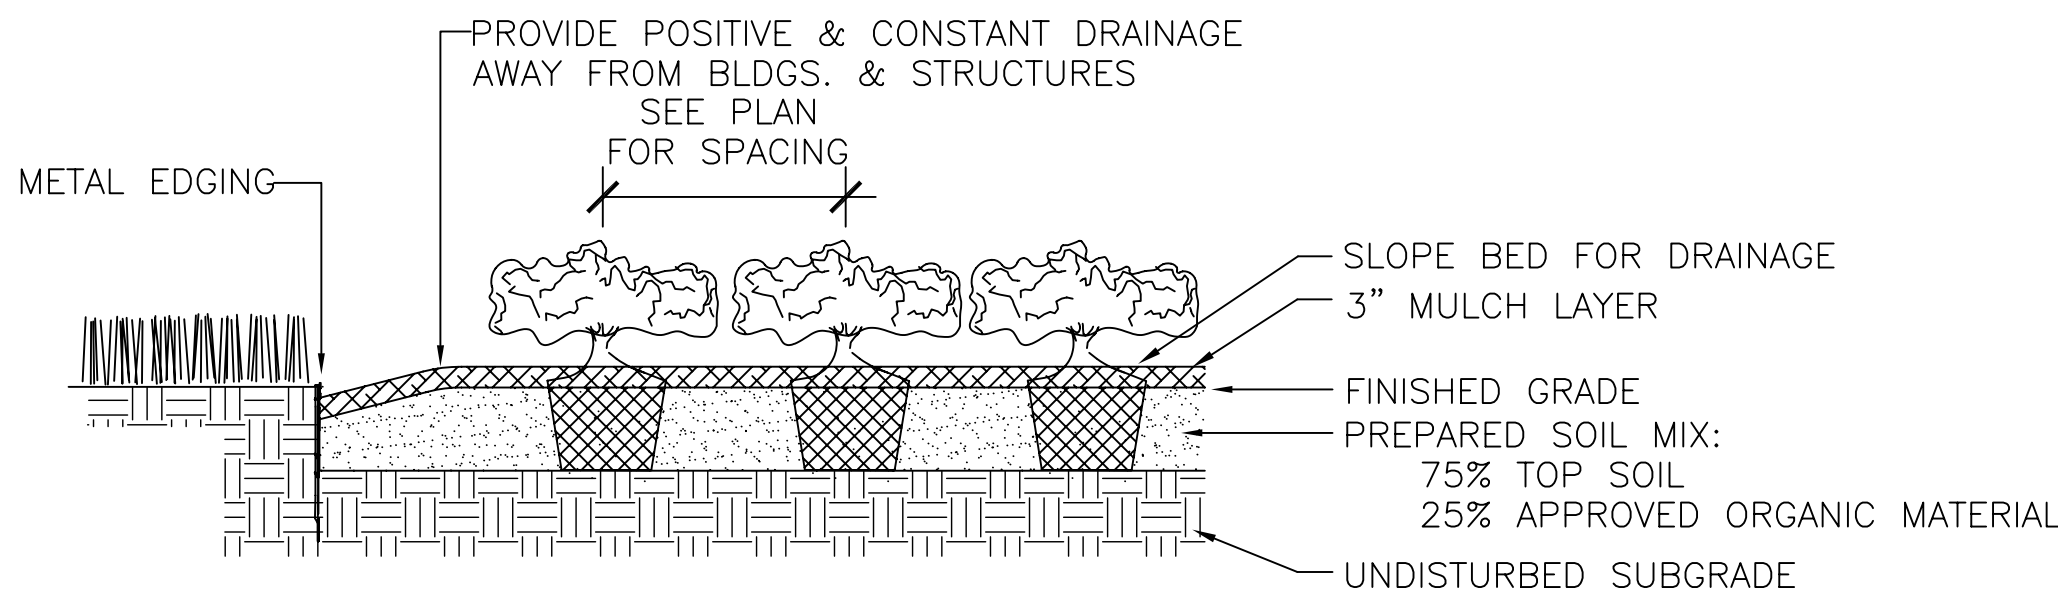 PROVIDE POSITIVE & CONSTANT DRAINAGE
AWAY FROM BLDGS. & STRUCTURES
SEE PLAN
FOR SPACING
METAL EDGING
SLOPE BED FOR DRAINAGE
3" MULCH LAYER
FINISHED GRADE
PREPARED SOIL MIX:
75% TOP SOIL
25% APPROVED ORGANIC MATERIAL
UNDISTURBED SUBGRADE